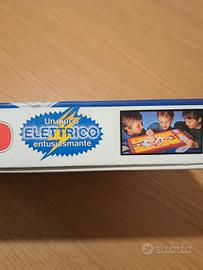 Un gioco
ELETTRICO
entusiasmante
subito